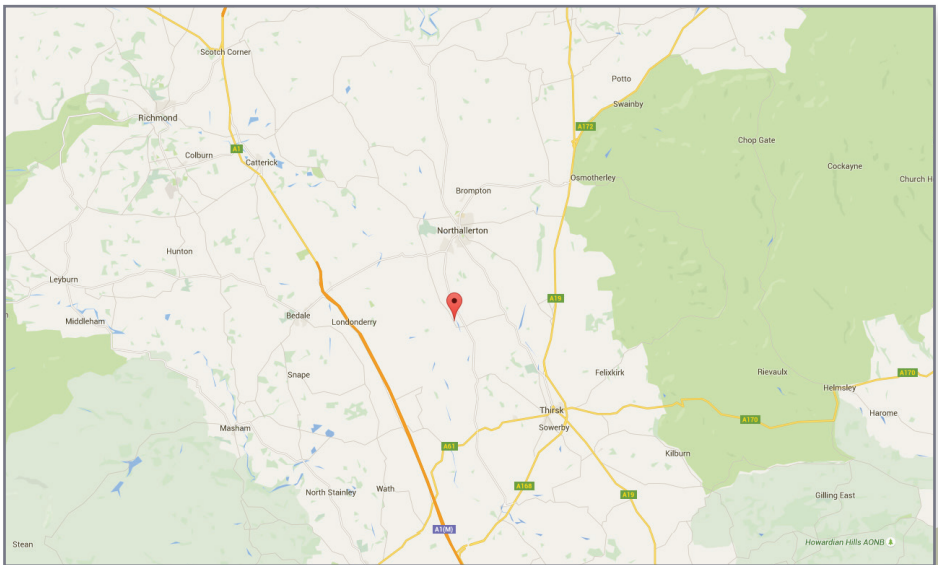 Scotch Corner
Potto
Swainby
Richmond
A172
Chop Gate
A1
Colburn
Catterick
Cockayne
Osmotherley
Church H
Brompton
Northallerton
Hunton
Leyburn
A19
Middleham
Bedale
Londonderry
Snape
Felixkirk
Rievaulx
A170
Helmsley
Thirsk
Harome
A170
Masham
Sowerby
A61
Kilburn
North Stainley
Wath
A168
A19
Gilling East
A1(M)
Stean
Howardian Hills AONB